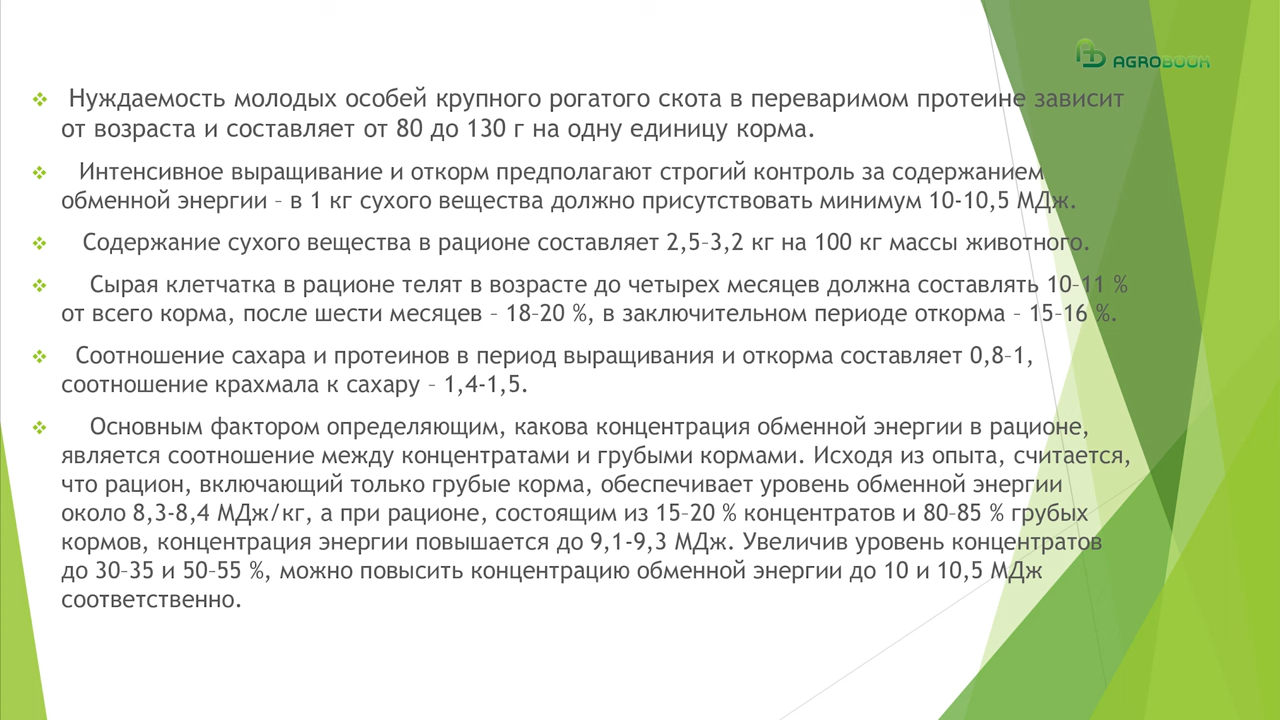 AGROBOOK
Нуждаемость молодых особей крупного рогатого скота в переваримом протеине зависит
от возраста и составляет от 80 до 130 г на одну единицу корма.
Интенсивное выращивание и откорм предполагают строгий контроль за содержанием
обменной энергии – в 1 кг сухого вещества должно присутствовать минимум 10-10,5 МДж.
Содержание сухого вещества в рационе составляет 2,5–3,2 кг на 100 кг массы животного.
Сырая клетчатка в рационе телят в возрасте до четырех месяцев должна составлять 10–11 %
от всего корма, после шести месяцев – 18–20 %, в заключительном периоде откорма – 15–16 %.
Соотношение сахара и протеинов в период выращивания и откорма составляет 0,8–1,
соотношение крахмала к сахару – 1,4-1,5.
Основным фактором определяющим, какова концентрация обменной энергии в рационе,
является соотношение между концентратами и грубыми кормами. Исходя из опыта, считается,
что рацион, включающий только грубые корма, обеспечивает уровень обменной энергии
около 8,3-8,4 МДж/кг, а при рационе, состоящим из 15–20 % концентратов и 80–85 % грубых
кормов, концентрация энергии повышается до 9,1-9,3 МДж. Увеличив уровень концентратов
до 30–35 и 50–55 %, можно повысить концентрацию обменной энергии до 10 и 10,5 МДж
соответственно.